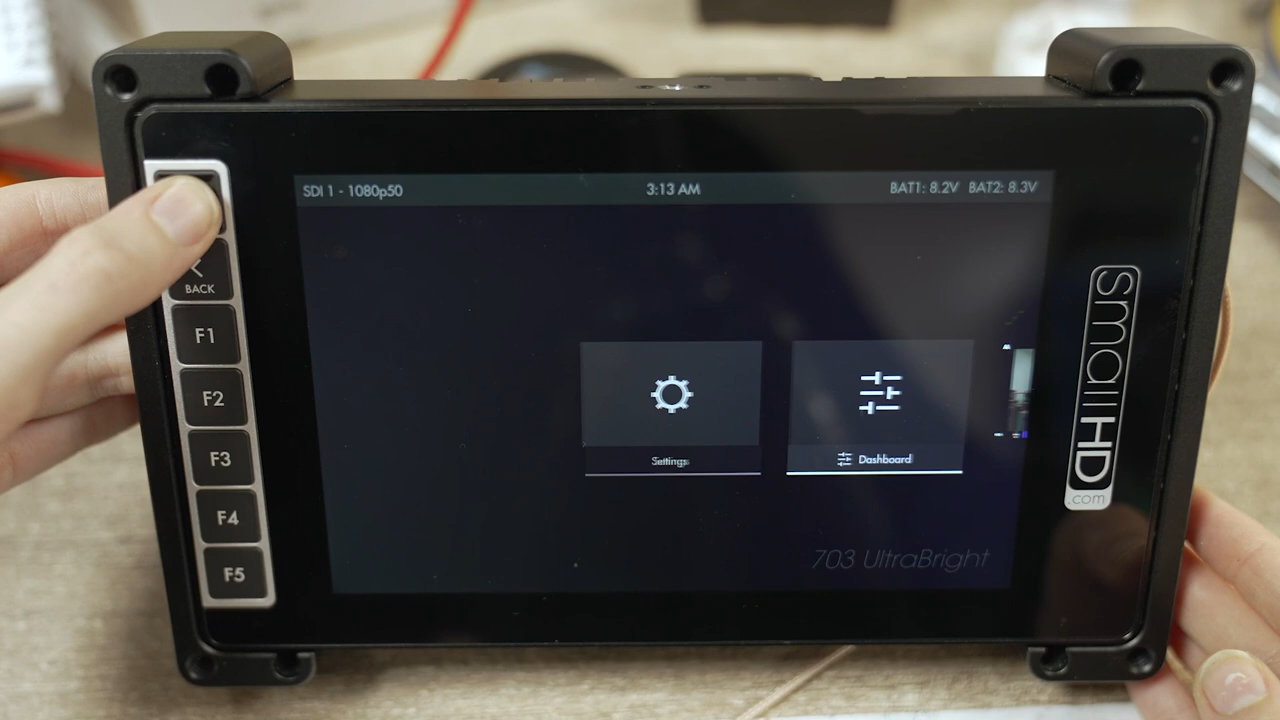 SDI 1 - 1080p50
3:13 AM
BAT1: 8.2V BAT2: 8.3V
BACK
F1
F2
F3
F4
F5
Settings
Dashboard
703 UltraBright
smallHD
.com